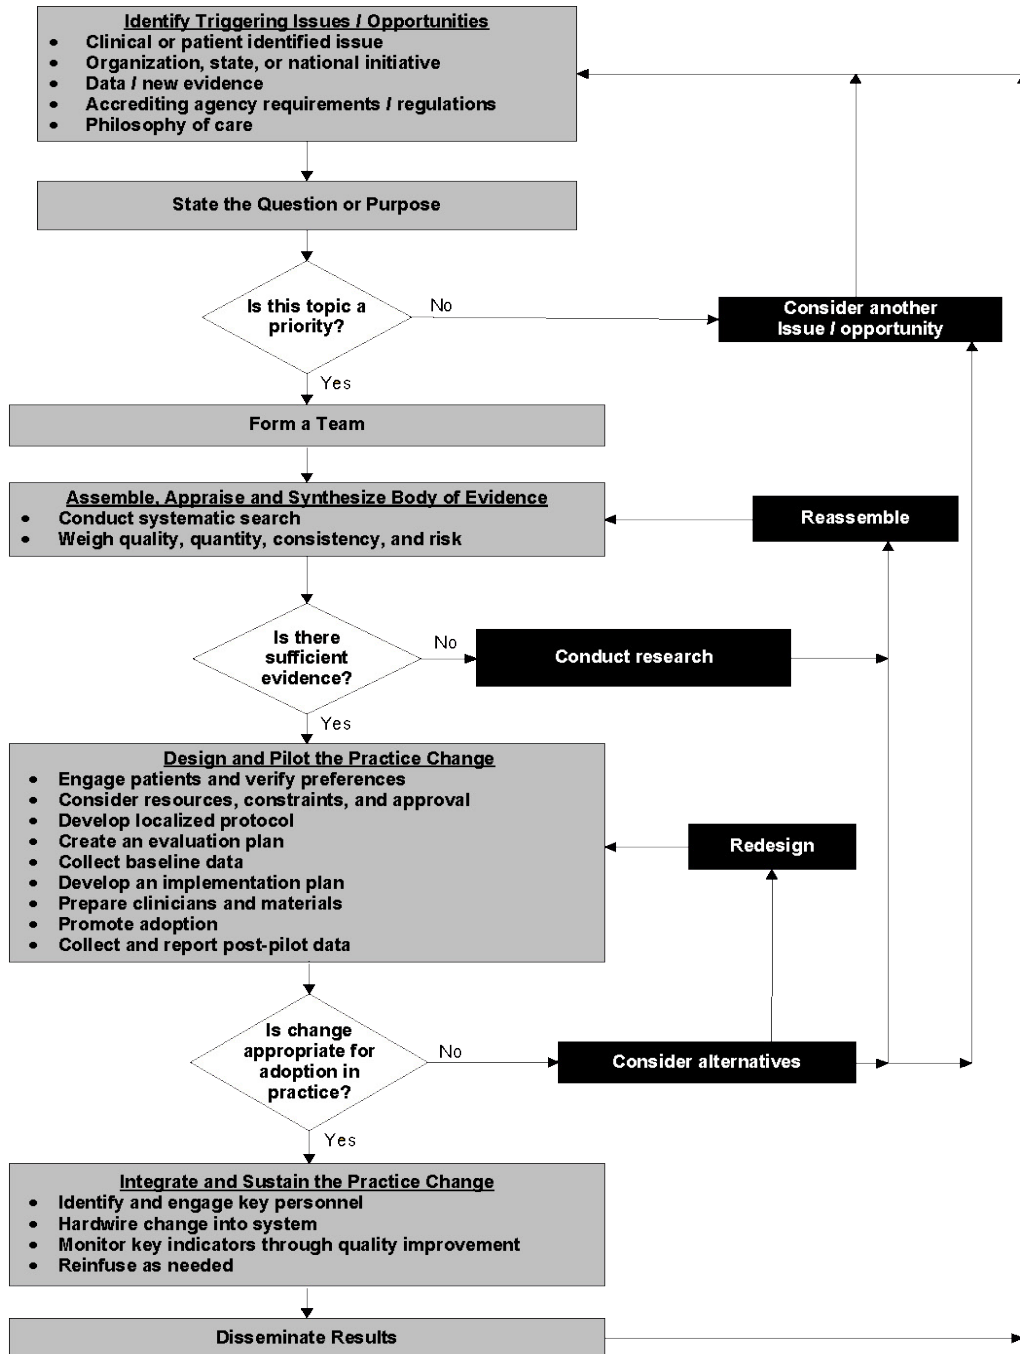 Identify Triggering Issues / Opportunities
• Clinical or patient identified issue
• Organization, state, or national initiative
• Data / new evidence
• Accrediting agency requirements / regulations
• Philosophy of care
State the Question or Purpose
Is this topic a
priority?
No
Consider another
Issue / opportunity
Yes
Form a Team
Assemble, Appraise and Synthesize Body of Evidence
• Conduct systematic search
• Weigh quality, quantity, consistency, and risk
Reassemble
Is there
sufficient
evidence?
No
Conduct research
Yes
Design and Pilot the Practice Change
• Engage patients and verify preferences
• Consider resources, constraints, and approval
• Develop localized protocol
• Create an evaluation plan
• Collect baseline data
• Develop an implementation plan
• Prepare clinicians and materials
• Promote adoption
• Collect and report post-pilot data
Redesign
Is change
appropriate for
adoption in
practice?
No
Consider alternatives
Yes
Integrate and Sustain the Practice Change
• Identify and engage key personnel
• Hardwire change into system
• Monitor key indicators through quality improvement
• Reinfuse as needed
Disseminate Results